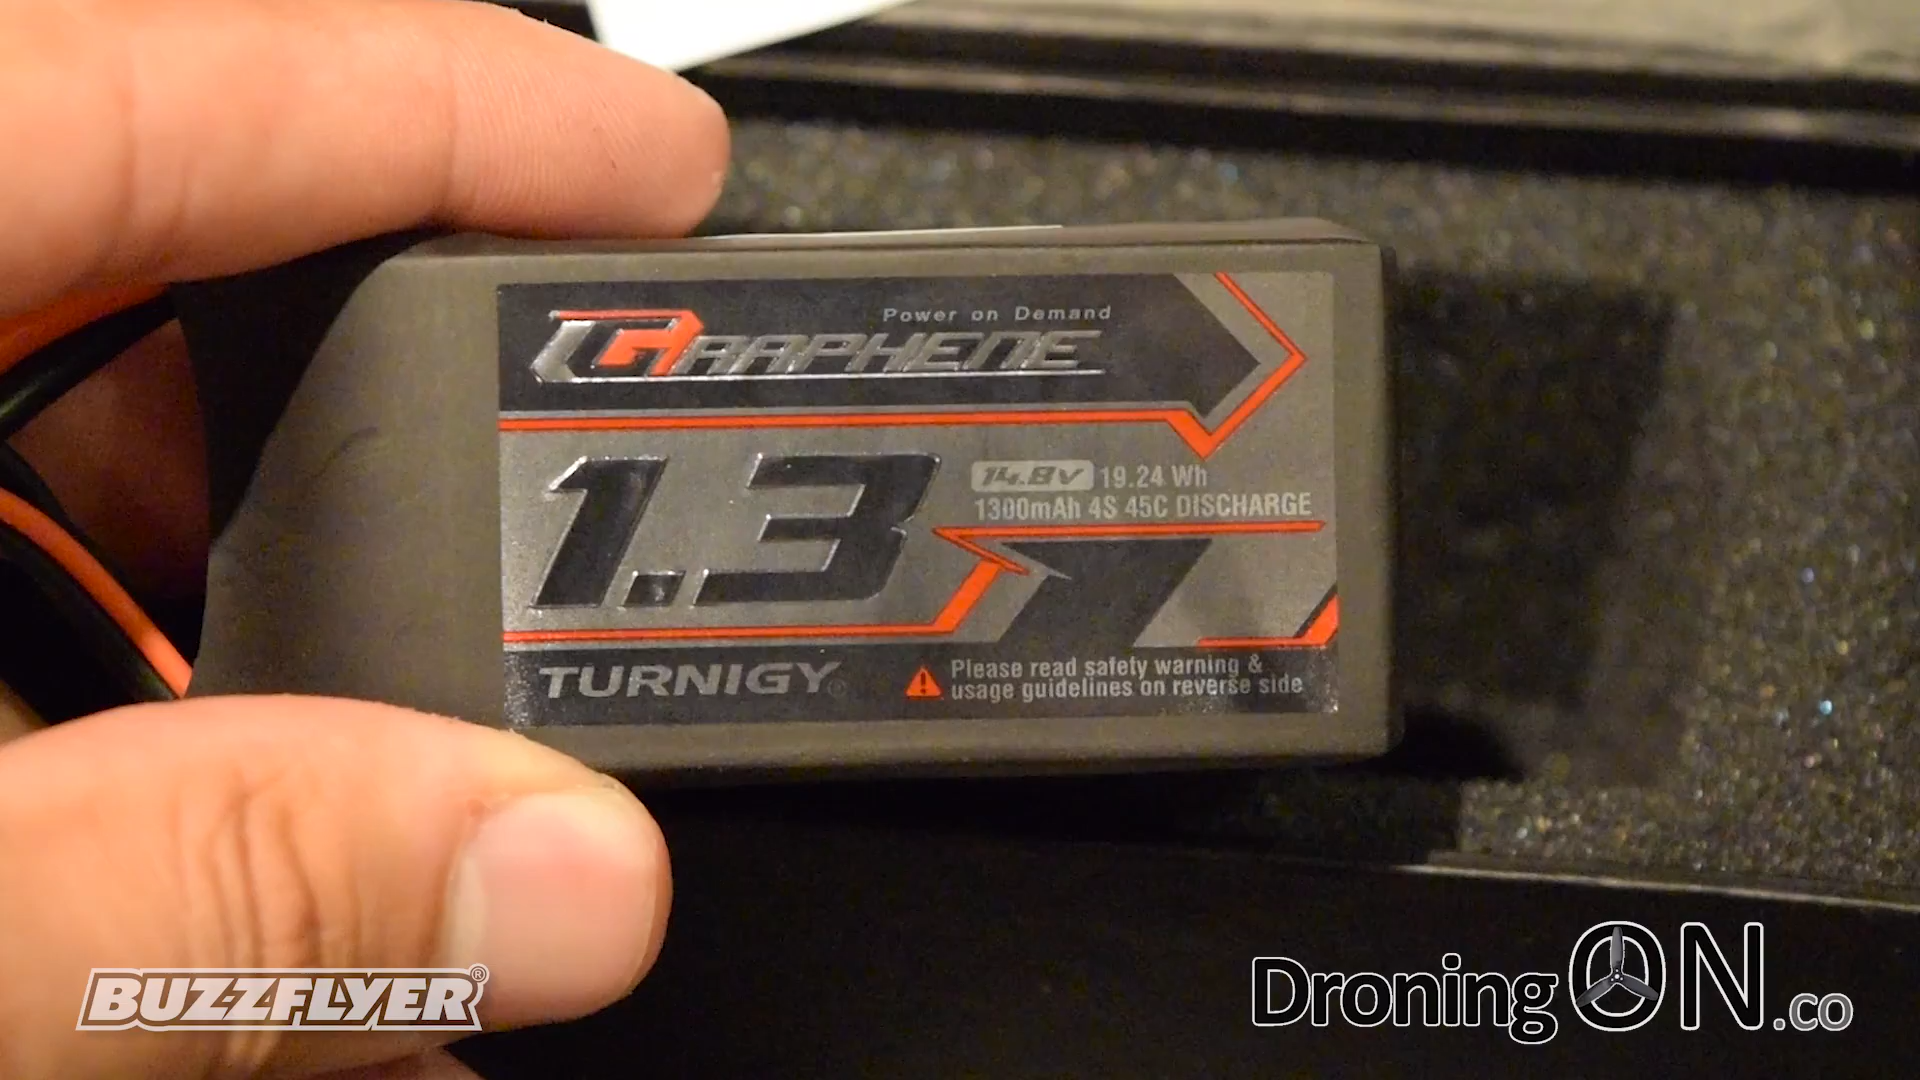 Power on Demand
GRAPHENE
1.3
14.8V 19.24 Wh
1300mAh 4S 45C DISCHARGE
TURNIGY®
Please read safety warning &
usage guidelines on reverse side
BUZZFLYER®
DroningON.co